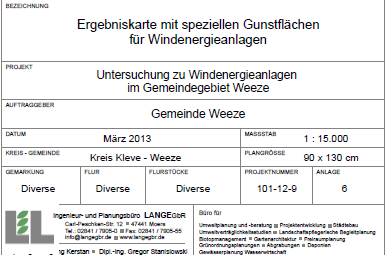 BEZEICHNUNG
Ergebniskarte mit speziellen Gunstflächen
für Windenergieanlagen
PROJEKT
Untersuchung zu Windenergieanlagen
im Gemeindegebiet Weeze
AUFTRAGGEBER
Gemeinde Weeze
DATUM März 2013 MASSSTAB 1 : 15.000
KREIS - GEMEINDE Kreis Kleve - Weeze PLANGRÖSSE 90 x 130 cm
GEMARKUNG FLUR FLURSTÜCKE PROJEKTNUMMER ANLAGE
Diverse Diverse Diverse 101-12-9 6
Ingenieur- und Planungsbüro LANGE GbR
Carl-Peschken-Str. 12 ■ 47441 Moers
Tel.: 02841 / 7905-0 ■ Fax: 02841 / 7905-55
info@langegbr.de ■ www.langegbr.de
Kerstan ■ Dipl.-Ing. Gregor Stanislowski
Büro für
Umweltplanung und -beratung ■ Projektentwicklung ■ Städtebau
Umweltverträglichkeitsstudien ■ Landschaftspflegerische Begleitplanung
Biotopmanagement ■ Gartenarchitektur ■ Freiraumplanung
Grünordnungsplanungen ■ Abgrabungen ■ Deponien
Gewässerplanung Wasserwirtschaft